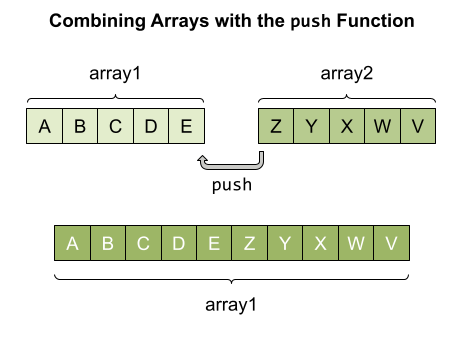 Combining Arrays with the push Function
array1 array2
A B C D E Z Y X W V
push
A B C D E Z Y X W V
array1